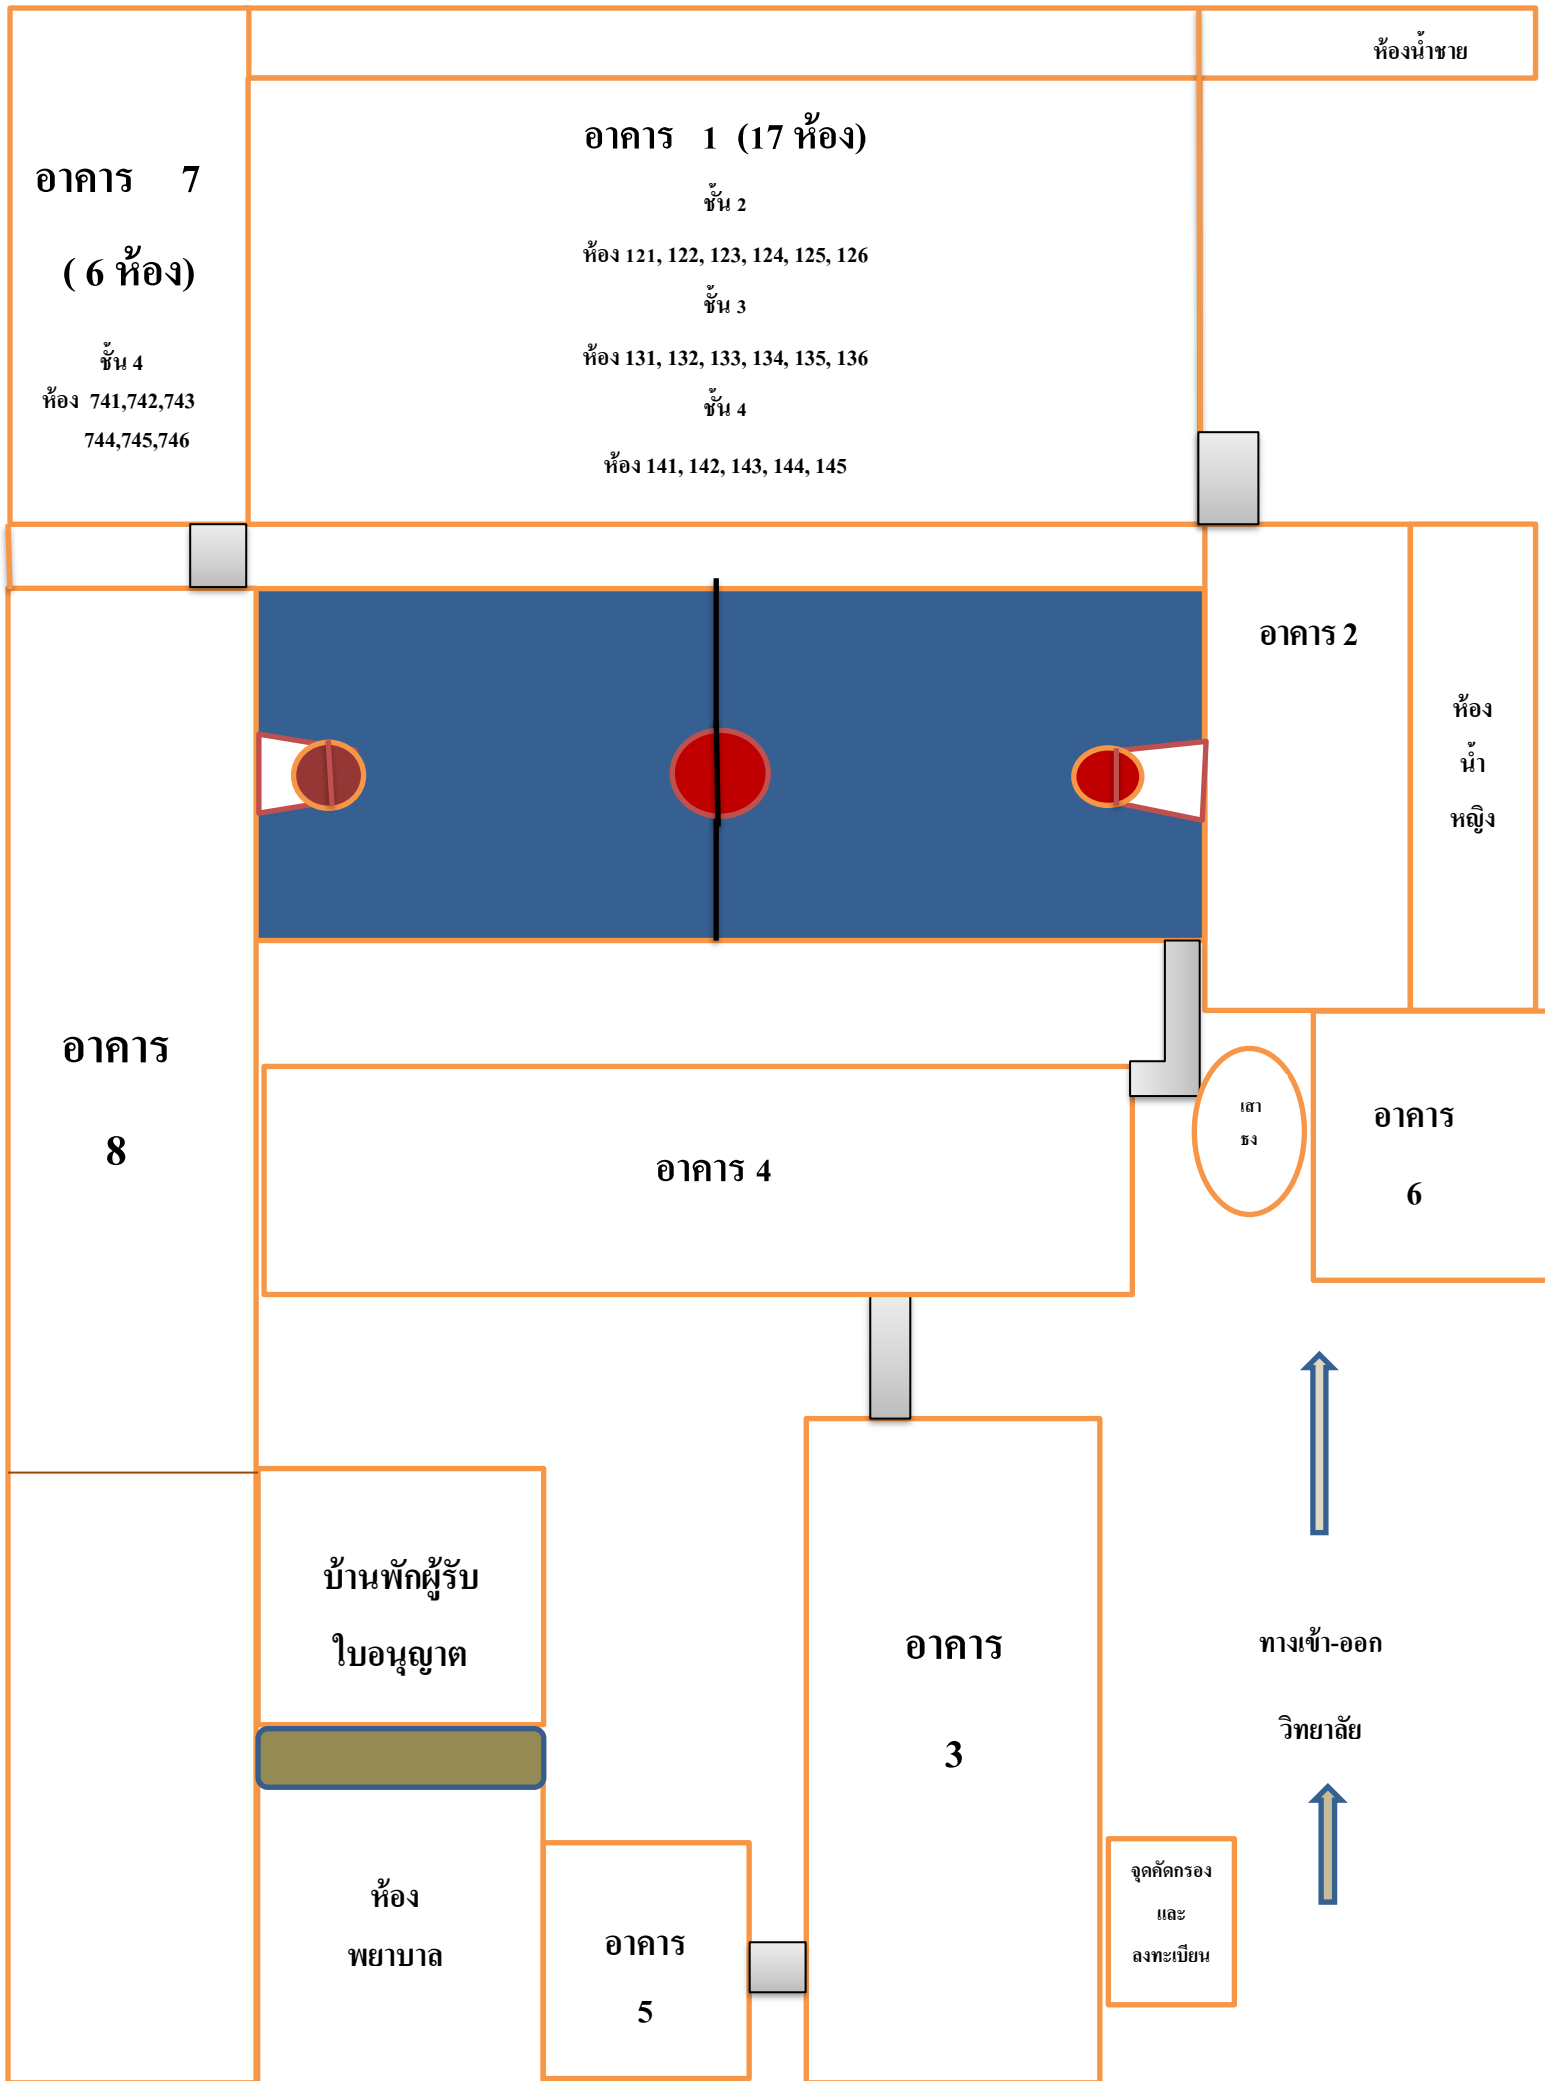 ห้องน้ำชาย
อาคาร 1 (17 ห้อง)
ชั้น 2
ห้อง 121, 122, 123, 124, 125, 126
ชั้น 3
ห้อง 131, 132, 133, 134, 135, 136
ชั้น 4
ห้อง 141, 142, 143, 144, 145
อาคาร 7
( 6 ห้อง)
ชั้น 4
ห้อง 741,742,743
744,745,746
อาคาร 2
ห้อง
น้ำ
หญิง
อาคาร
8
อาคาร 4
เสา
ธง
อาคาร
6
บ้านพักผู้รับ
ใบอนุญาต
อาคาร
3
ทางเข้า-ออก
วิทยาลัย
ห้อง
พยาบาล
อาคาร
5
จุดคัดกรอง
และ
ลงทะเบียน